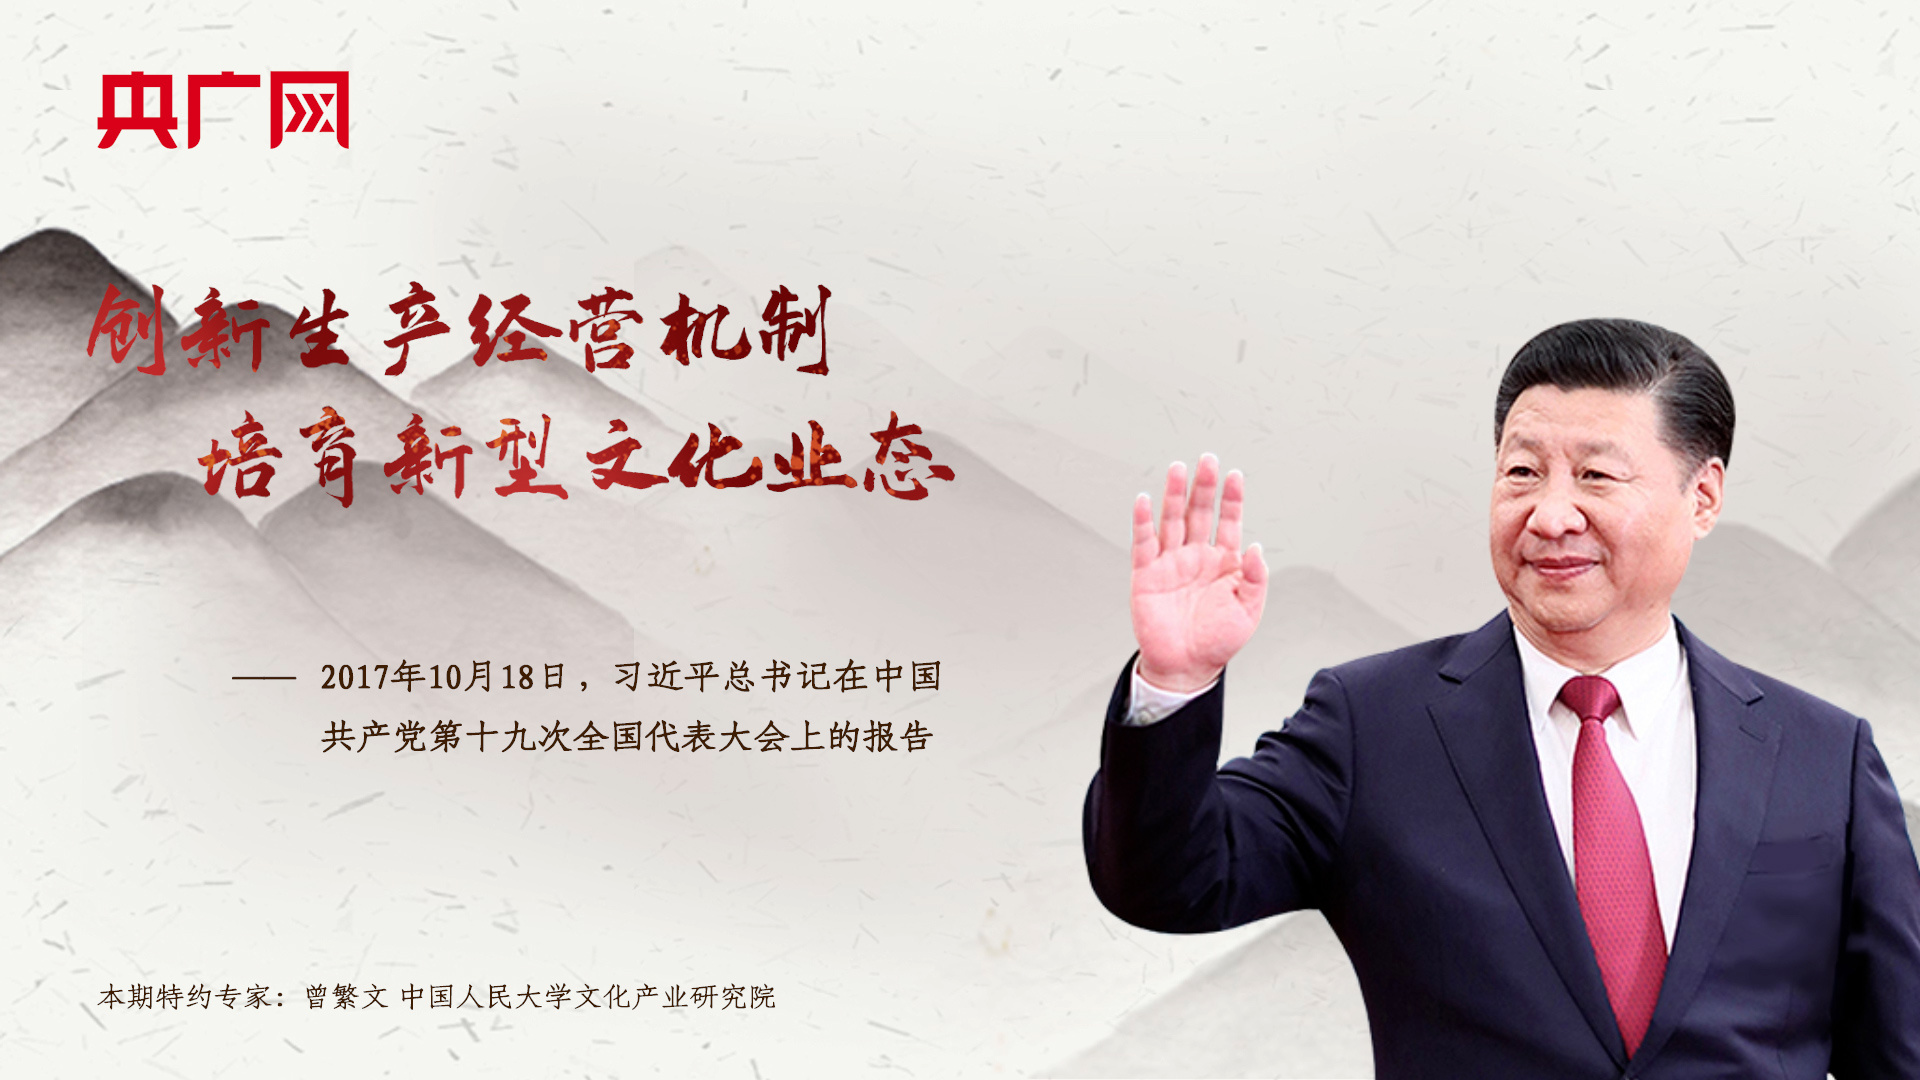 央广网
创新生产经营机制
培育新型文化业态
—— 2017年10月18日，习近平总书记在中国
共产党第十九次全国代表大会上的报告
本期特约专家：曾繁文 中国人民大学文化产业研究院